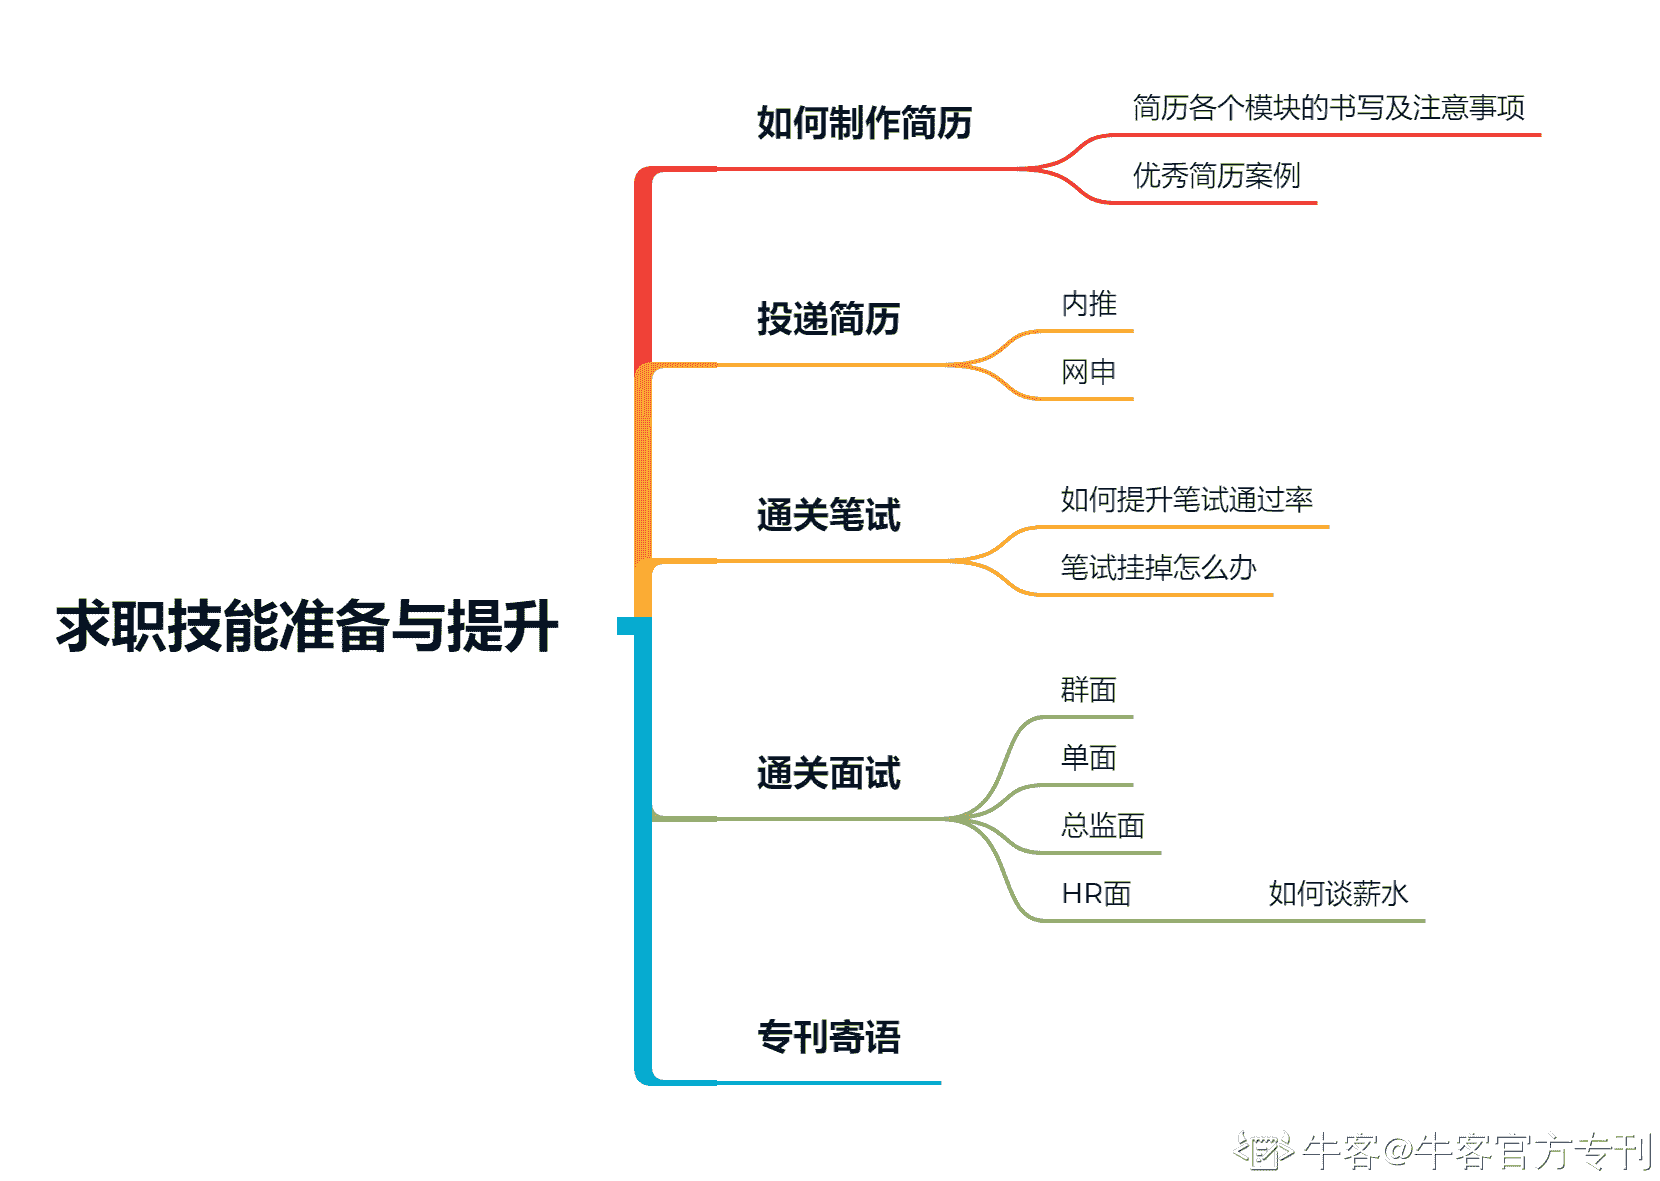 求职技能准备与提升
如何制作简历
简历各个模块的书写及注意事项
优秀简历案例
投递简历
内推
网申
通关笔试
如何提升笔试通过率
笔试挂掉怎么办
通关面试
群面
单面
总监面
HR面
如何谈薪水
专刊寄语
牛客@牛客官方专刊